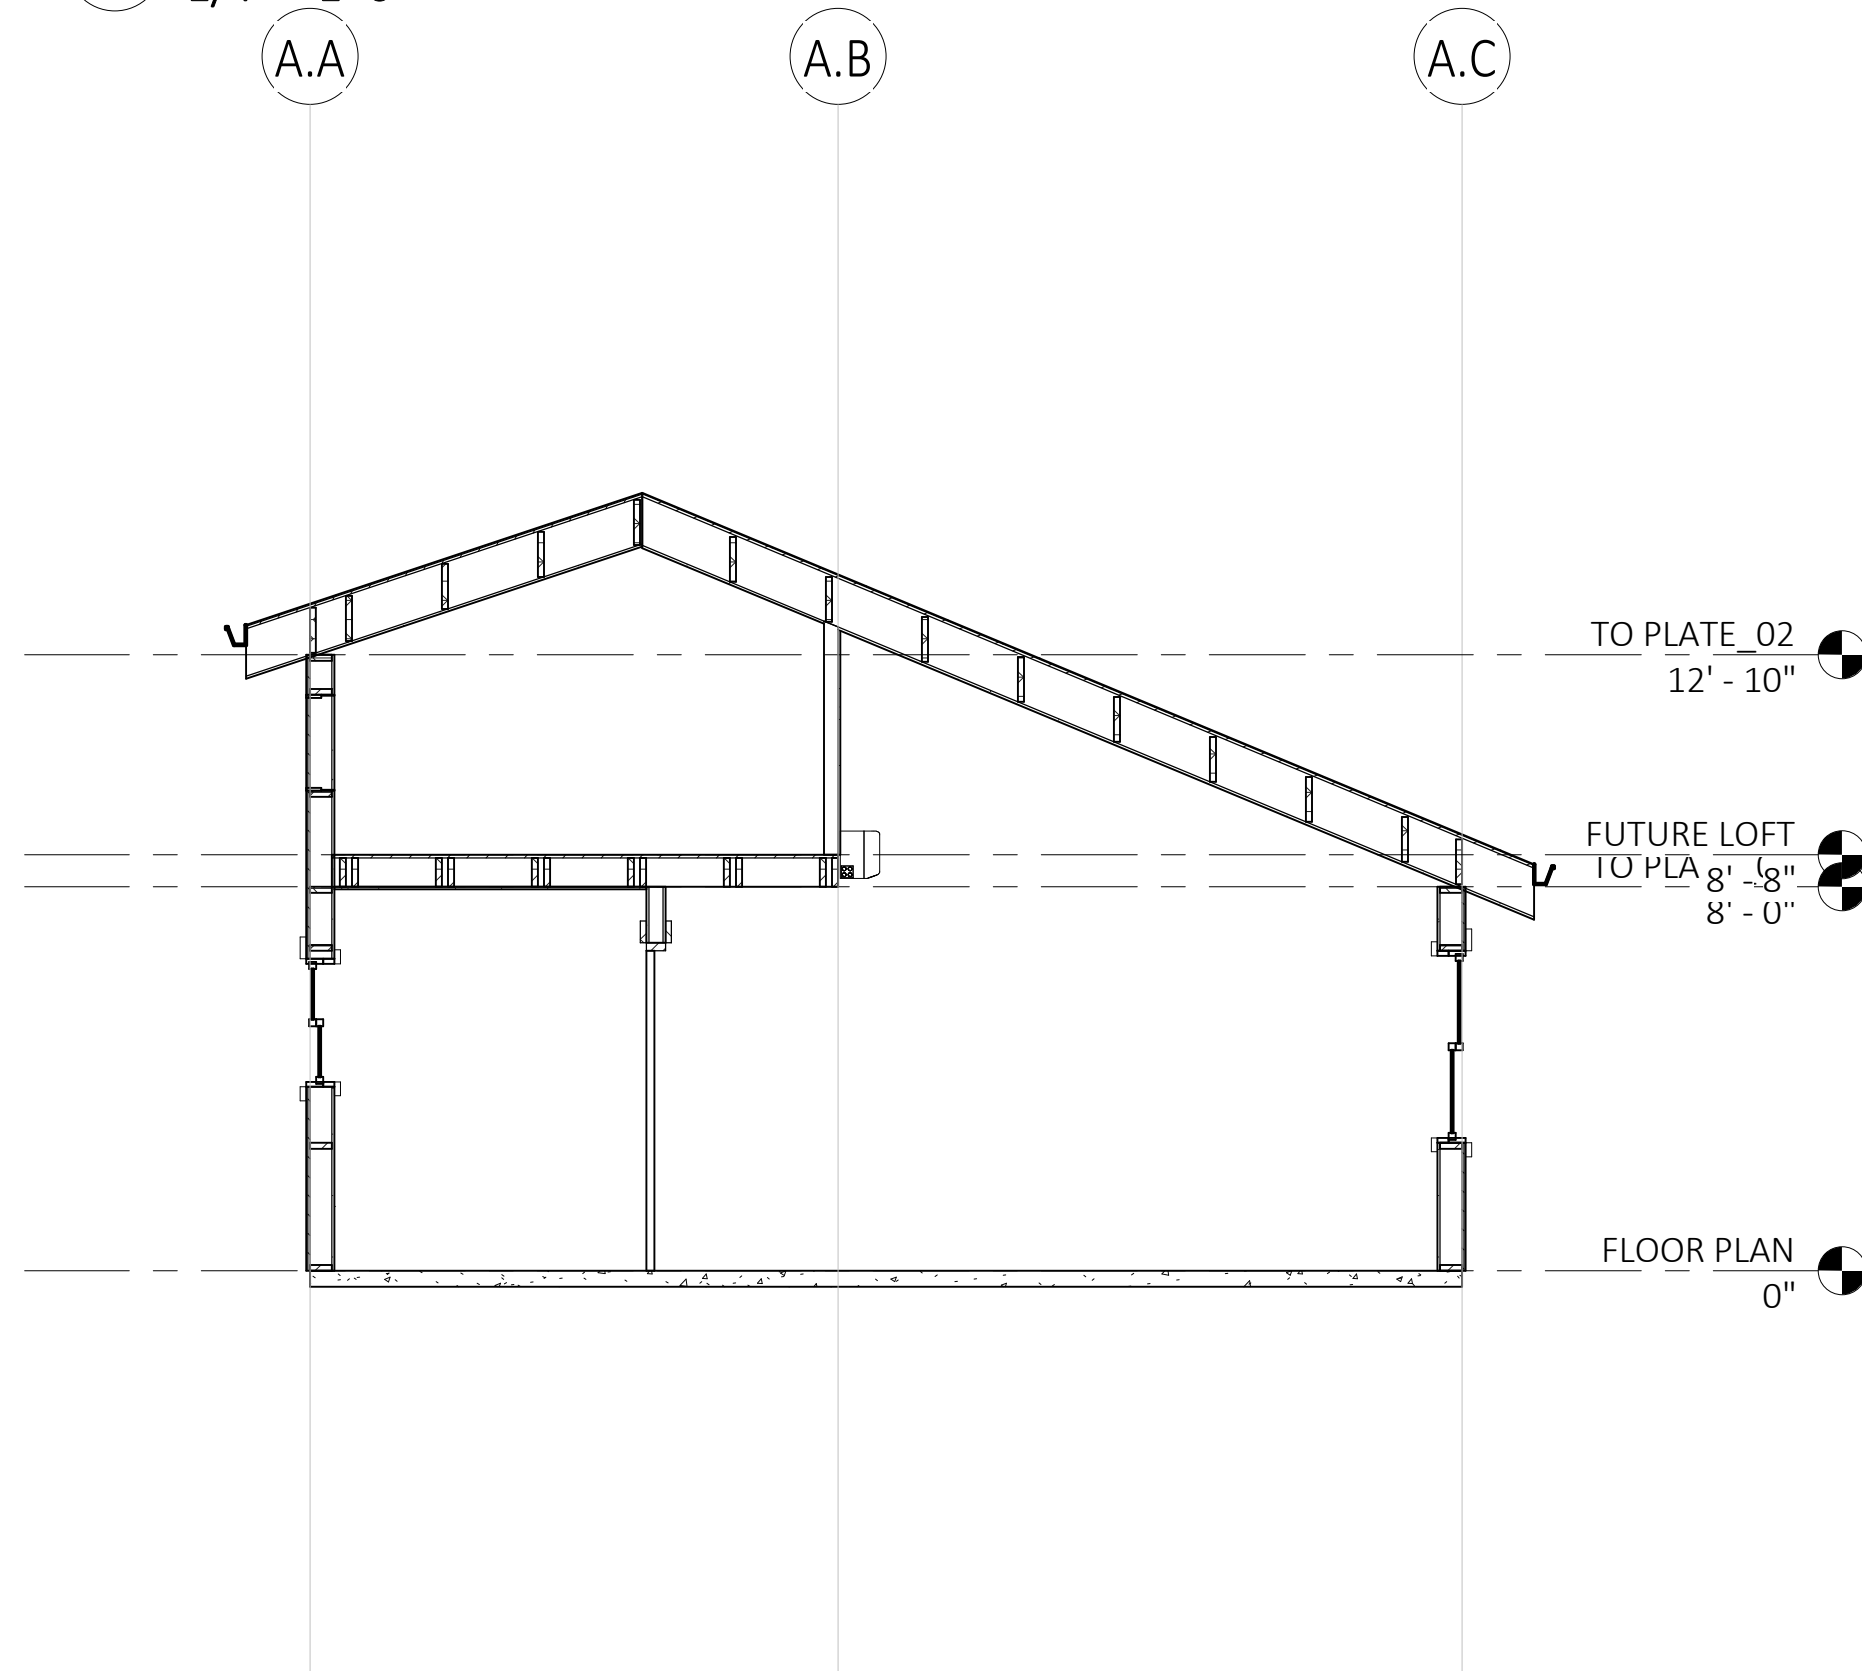 A.A
A.B
A.C
TO PLATE_02
12' - 10"
FUTURE LOFT
8' - 8"
8' - 0"
FLOOR PLAN
0"